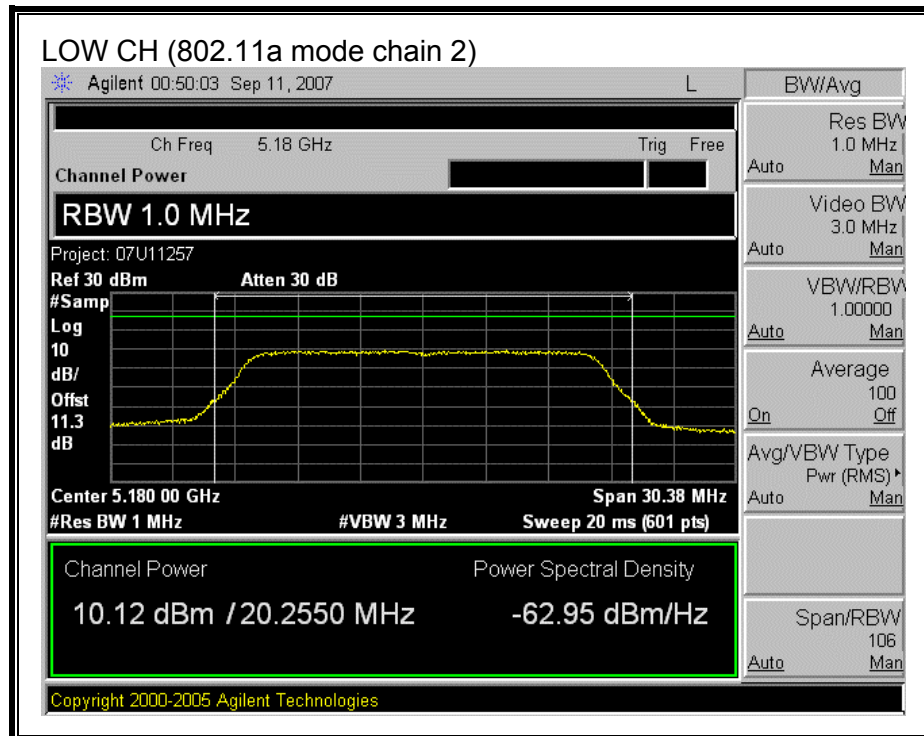 LOW CH (802.11a mode chain 2)
Agilent 00:50:03 Sep 11, 2007 L
BW/Avg
Ch Freq 5.18 GHz Trig Free
Channel Power
RBW 1.0 MHz
Project: 07U11257
Ref 30 dBm Atten 30 dB
#Samp
Log
10
dB/
Offst
11.3
dB
Center 5.180 00 GHz Span 30.38 MHz
#Res BW 1 MHz #VBW 3 MHz Sweep 20 ms (601 pts)
Channel Power Power Spectral Density
10.12 dBm / 20.2550 MHz -62.95 dBm/Hz
Res BW
1.0 MHz
Auto Man
Video BW
3.0 MHz
Auto Man
VBW/RBW
1.00000
Auto Man
Average
100
On Off
Avg/VBW Type
Pwr (RMS)
Auto Man
Span/RBW
106
Auto Man
Copyright 2000-2005 Agilent Technologies